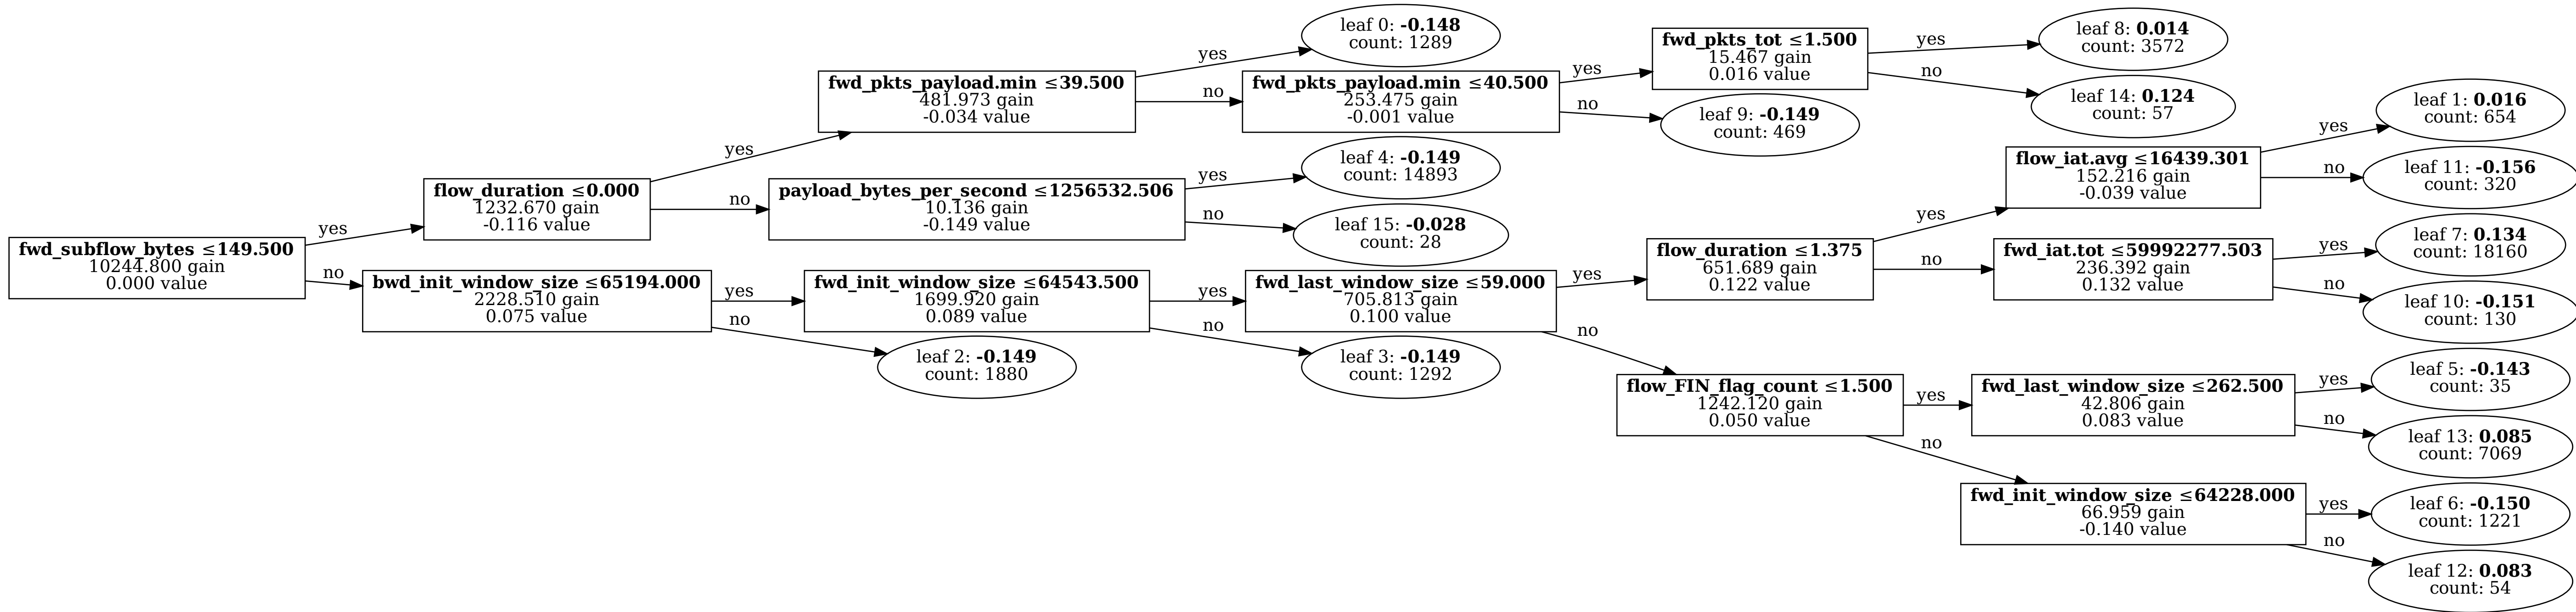 fwd_subflow_bytes ≤149.500
10244.800 gain
0.000 value
yes
no
flow_duration ≤0.000
1232.670 gain
-0.116 value
yes
no
fwd_pkts_payload.min ≤39.500
481.973 gain
-0.034 value
yes
no
leaf 0: -0.148
count: 1289
fwd_pkts_payload.min ≤40.500
253.475 gain
-0.001 value
yes
no
fwd_pkts_tot ≤1.500
15.467 gain
0.016 value
yes
no
leaf 8: 0.014
count: 3572
leaf 14: 0.124
count: 57
leaf 9: -0.149
count: 469
payload_bytes_per_second ≤1256532.506
10.136 gain
-0.149 value
yes
no
leaf 4: -0.149
count: 14893
leaf 15: -0.028
count: 28
bwd_init_window_size ≤65194.000
2228.510 gain
0.075 value
yes
no
fwd_init_window_size ≤64543.500
1699.920 gain
0.089 value
yes
no
leaf 2: -0.149
count: 1880
fwd_last_window_size ≤59.000
705.813 gain
0.100 value
yes
no
leaf 3: -0.149
count: 1292
flow_duration ≤1.375
651.689 gain
0.122 value
yes
no
flow_iat.avg ≤16439.301
152.216 gain
-0.039 value
yes
no
leaf 1: 0.016
count: 654
leaf 11: -0.156
count: 320
fwd_iat.tot ≤59992277.503
236.392 gain
0.132 value
yes
no
leaf 7: 0.134
count: 18160
leaf 10: -0.151
count: 130
flow_FIN_flag_count ≤1.500
1242.120 gain
0.050 value
yes
no
fwd_last_window_size ≤262.500
42.806 gain
0.083 value
yes
no
leaf 5: -0.143
count: 35
leaf 13: 0.085
count: 7069
fwd_init_window_size ≤64228.000
66.959 gain
-0.140 value
yes
no
leaf 6: -0.150
count: 1221
leaf 12: 0.083
count: 54